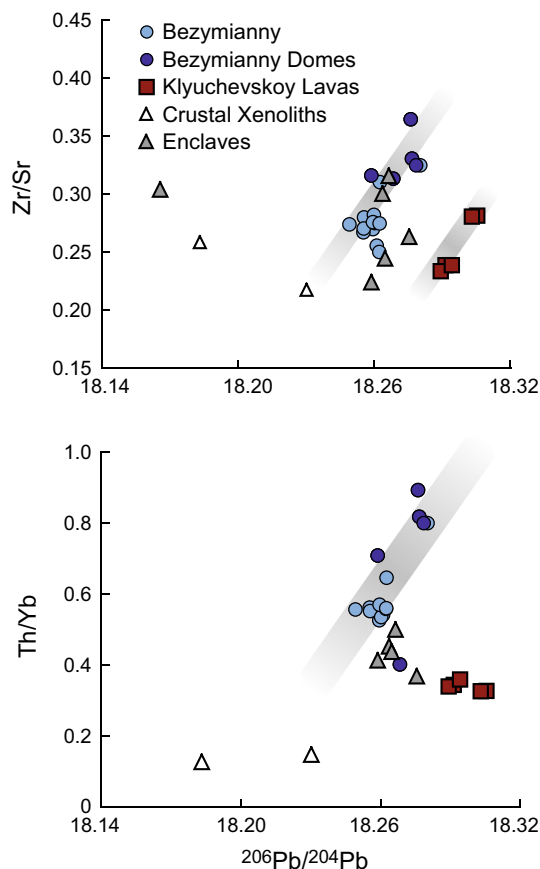 0.45
Bezymianny
Bezymianny Domes
0.40
Klyuchevskoy Lavas
Crustal Xenoliths
0.35
Enclaves
Zr/Sr
0.30
0.25
0.20
0.15
18.14
18.20
18.26
18.32
1.0
0.8
Th/Yb
0.6
0.4
0.2
0
18.14
18.20
18.26
18.32
²⁰⁶Pb/²⁰⁴Pb